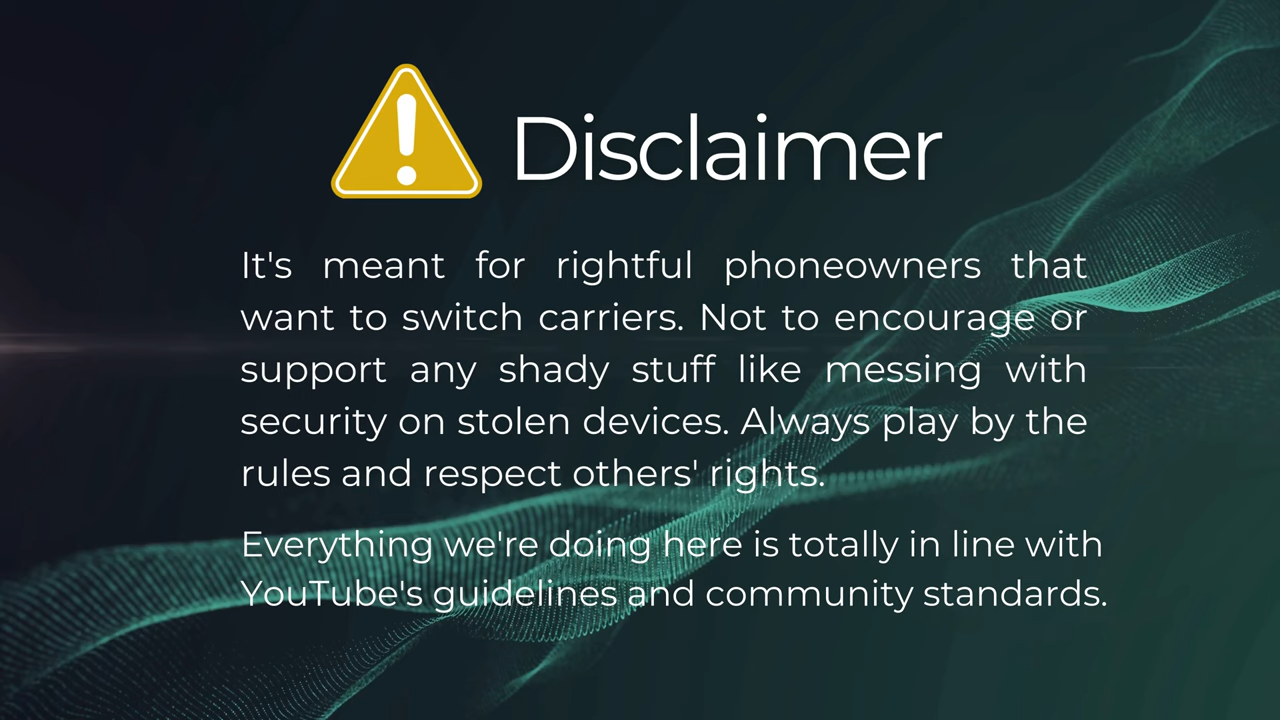 Disclaimer
It's meant for rightful phoneowners that
want to switch carriers. Not to encourage or
support any shady stuff like messing with
security on stolen devices. Always play by the
rules and respect others' rights.
Everything we're doing here is totally in line with
YouTube's guidelines and community standards.